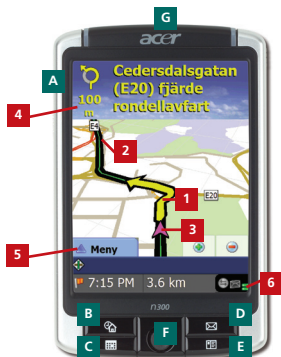 G
acer
A
Cedersdalsgatan
(E20) fjärde
rondellavfart
100
m
4
E4
2
1
E20
3
5
Meny
7:15 PM
3.6 km
6
n300
B
C
F
D
E